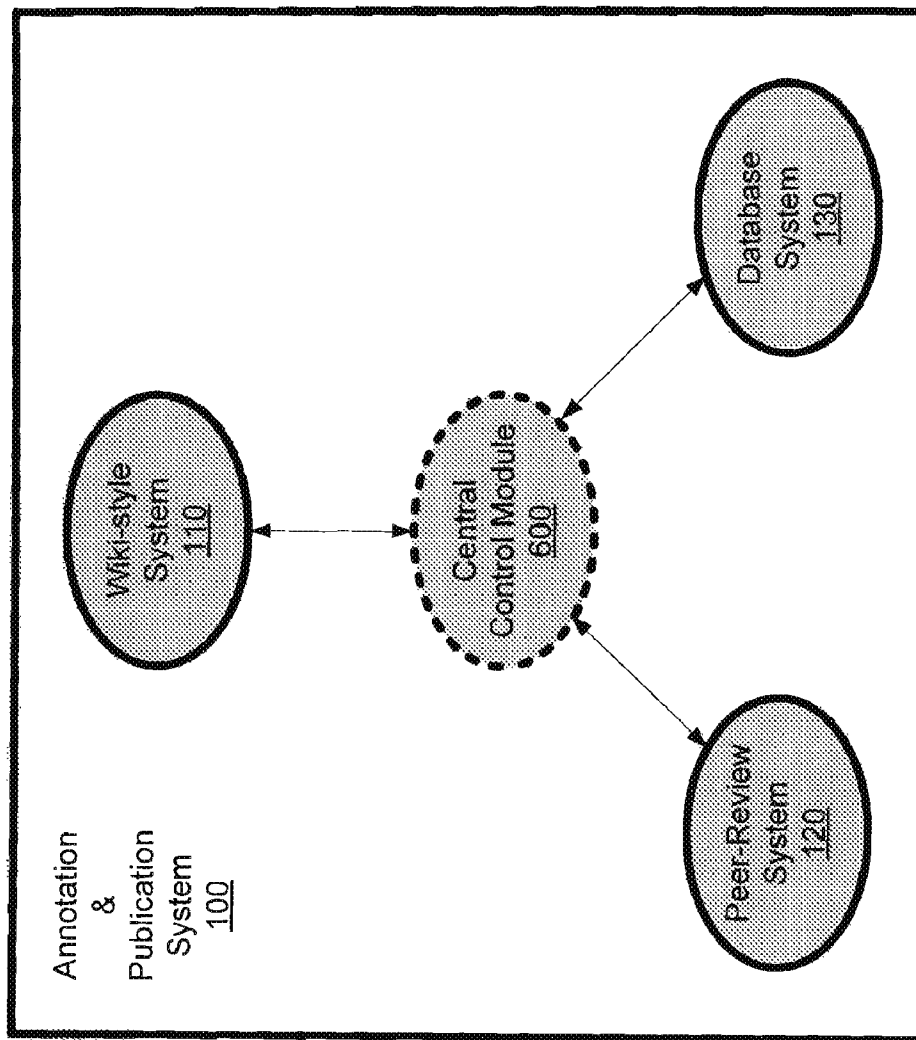 Annotation
&
Publication
System
100
Wiki-style
System
110
Central
Control Module
600
Peer-Review
System
120
Database
System
130